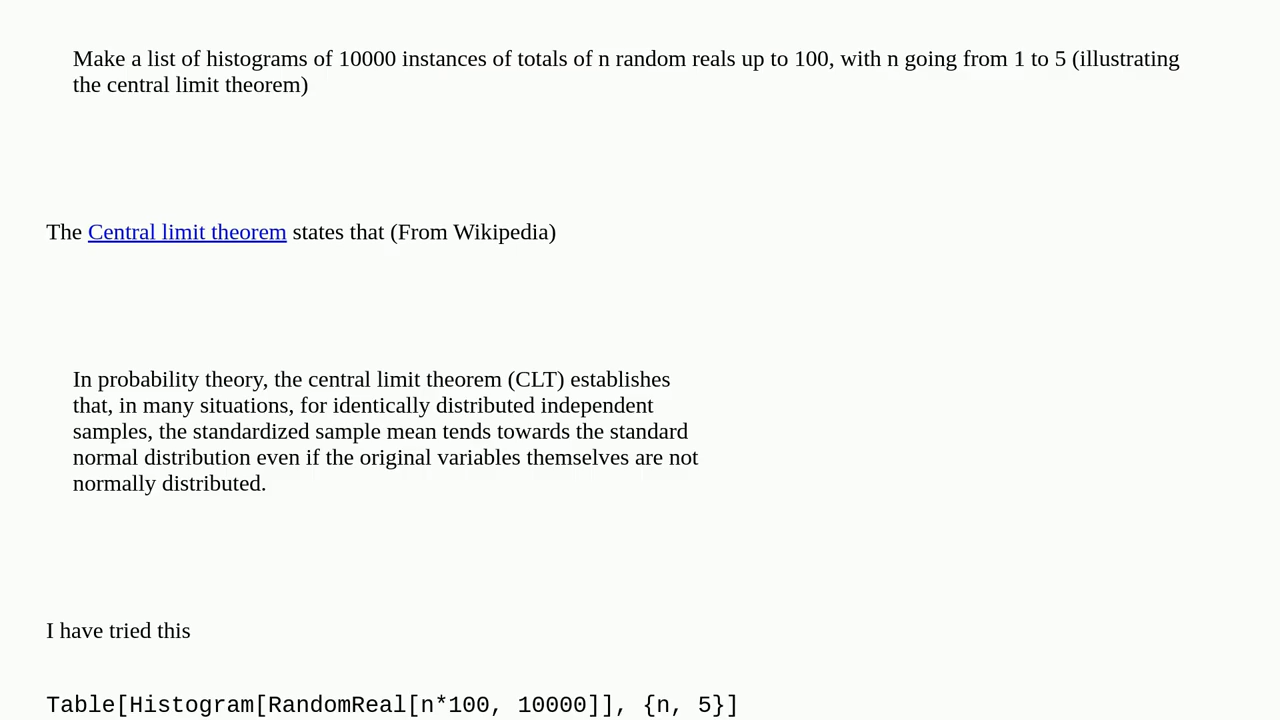 Make a list of histograms of 10000 instances of totals of n random reals up to 100, with n going from 1 to 5 (illustrating
the central limit theorem)
The Central limit theorem states that (From Wikipedia)
In probability theory, the central limit theorem (CLT) establishes
that, in many situations, for identically distributed independent
samples, the standardized sample mean tends towards the standard
normal distribution even if the original variables themselves are not
normally distributed.
I have tried this
Table[Histogram[RandomReal[n*100, 10000]], {n, 5}]